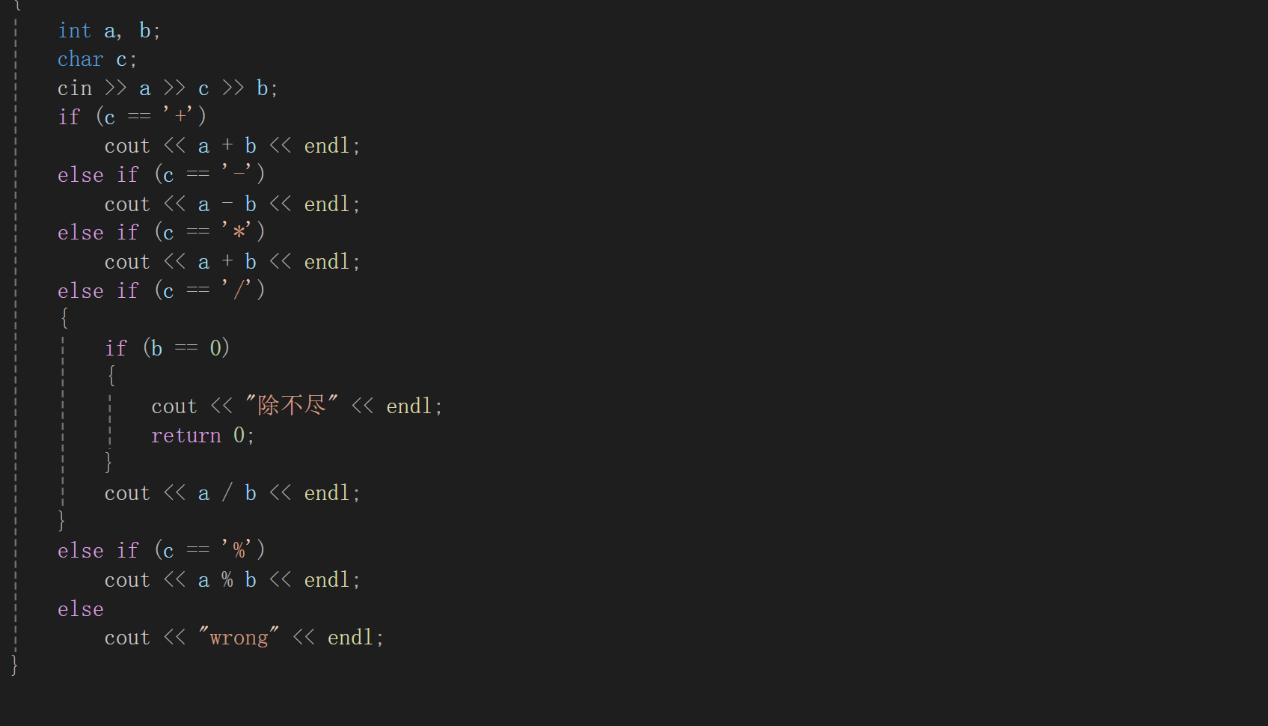 {
int a, b;
char c;
cin >> a >> c >> b;
if (c == '+')
cout << a + b << endl;
else if (c == '-')
cout << a - b << endl;
else if (c == '*')
cout << a + b << endl;
else if (c == '/')
{
if (b == 0)
{
cout << "除不尽" << endl;
return 0;
}
cout << a / b << endl;
}
else if (c == '%')
cout << a % b << endl;
else
cout << "wrong" << endl;
}